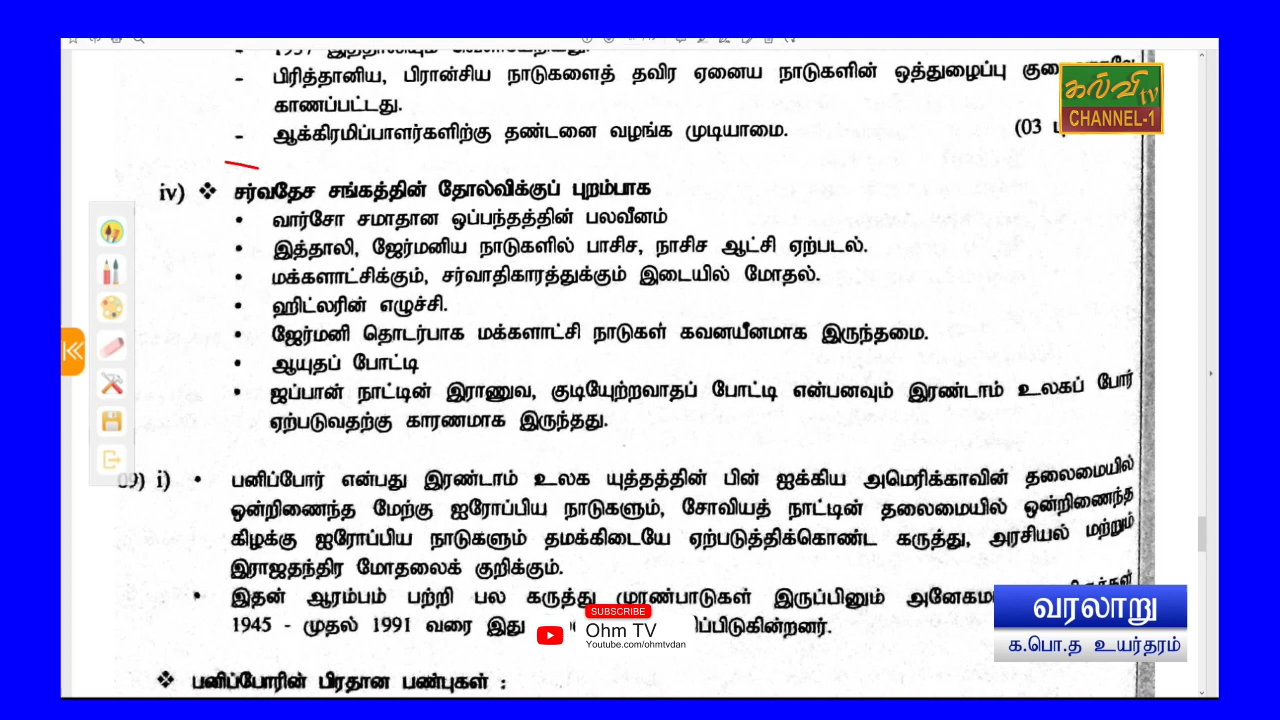 - 1937 இத்தாலியும் வெளியேறியது.
- பிரித்தானிய, பிரான்சிய நாடுகளைத் தவிர ஏனைய நாடுகளின் ஒத்துழைப்பு
காணப்பட்டது.
- ஆக்கிரமிப்பாளர்களிற்கு தண்டனை வழங்க முடியாமை. (03
கல்வி tv
CHANNEL-1
iv) ❖ சர்வதேச சங்கத்தின் தோல்விக்குப் புறம்பாக
• வார்சோ சமாதான ஒப்பந்தத்தின் பலவீனம்
• இத்தாலி, ஜேர்மனிய நாடுகளில் பாசிச, நாசிச ஆட்சி ஏற்படல்.
• மக்களாட்சிக்கும், சர்வாதிகாரத்துக்கும் இடையில் மோதல்.
• ஹிட்லரின் எழுச்சி.
• ஜேர்மனி தொடர்பாக மக்களாட்சி நாடுகள் கவனயீனமாக இருந்தமை.
• ஆயுதப் போட்டி
• ஜப்பான் நாட்டின் இராணுவ, குடியேற்றவாதப் போட்டி என்பனவும் இரண்டாம் உலகப் போர்
ஏற்படுவதற்கு காரணமாக இருந்தது.
09) i) • பனிப்போர் என்பது இரண்டாம் உலக யுத்தத்தின் பின் ஐக்கிய அமெரிக்காவின் தலைமையில்
ஒன்றிணைந்த மேற்கு ஐரோப்பிய நாடுகளும், சோவியத் நாட்டின் தலைமையில் ஒன்றிணைந்த
கிழக்கு ஐரோப்பிய நாடுகளும் தமக்கிடையே ஏற்படுத்திக்கொண்ட கருத்து, அரசியல் மற்றும்
இராஜதந்திர மோதலைக் குறிக்கும்.
• இதன் ஆரம்பம் பற்றி பல கருத்து முரண்பாடுகள் இருப்பினும்
1945 - முதல் 1991 வரை இது
SUBSCRIBE
Ohm TV
Youtube.com/ohmtvdan
வரலாறு
க.பொ.த உயர்தரம்
❖ பனிப்போரின் பிரதான பண்புகள் :